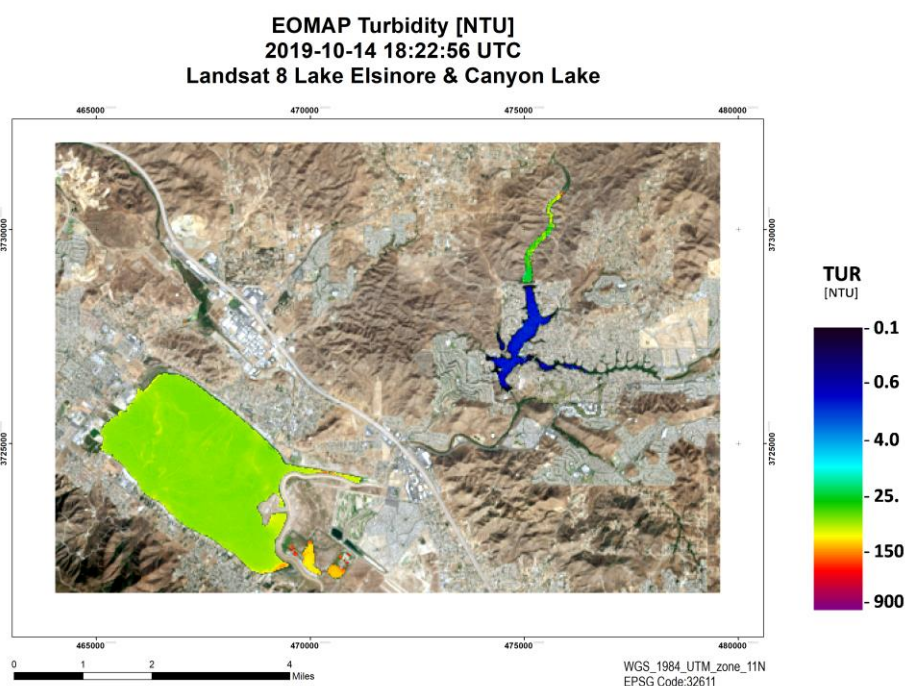 EOMAP Turbidity [NTU]
2019-10-14 18:22:56 UTC
Landsat 8 Lake Elsinore & Canyon Lake
465000 470000 475000 480000
3730000 3730000
3725000 3725000
TUR
[NTU]
0.1
0.6
4.0
25.
150
900
465000 470000 475000 480000
0 1 2 4
Miles
WGS_1984_UTM_zone_11N
EPSG Code:32611